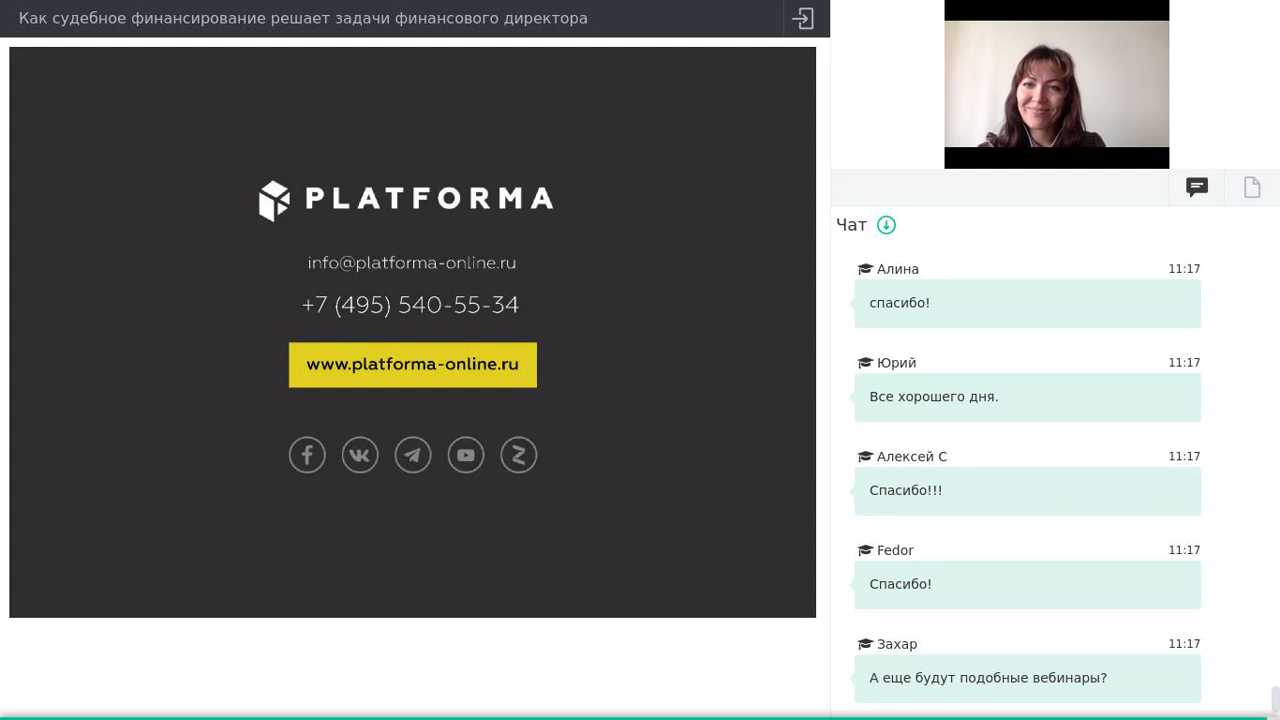 Как судебное финансирование решает задачи финансового директора
PLATFORMA
info@platforma-online.ru
+7 (495) 540-55-34
www.platforma-online.ru
Чат
Алина 11:17
спасибо!
Юрий 11:17
Все хорошего дня.
Алексей С 11:17
Спасибо!!!
Fedor 11:17
Спасибо!
Захар 11:17
А еще будут подобные вебинары?